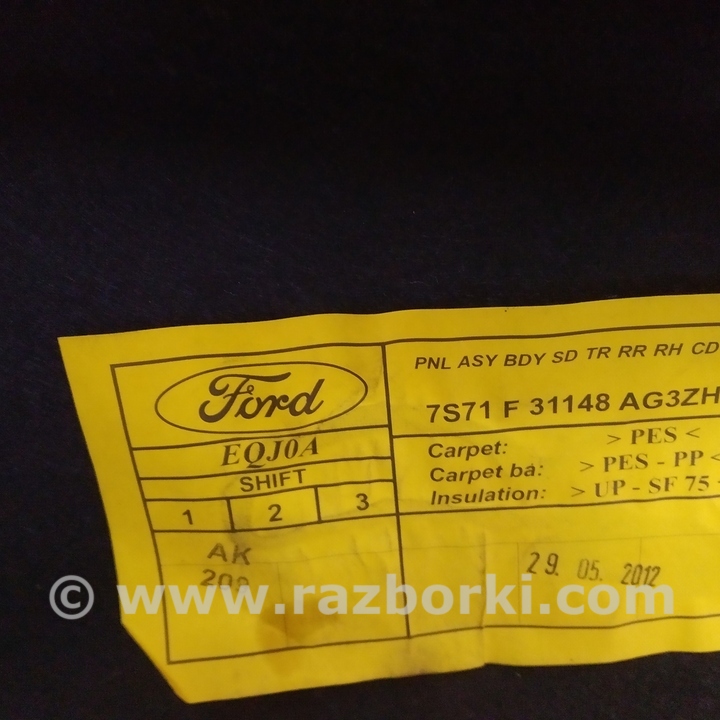 PNL ASY BDY SD TR RR RH CD
Ford
7S71 F 31148 AG3ZH
EQJ0A
Carpet: > PES <
SHIFT
Carpet ba: > PES - PP <
1 2 3
Insulation: > UP - SF 75
AK
29. 05. 2012
© www.razborki.com